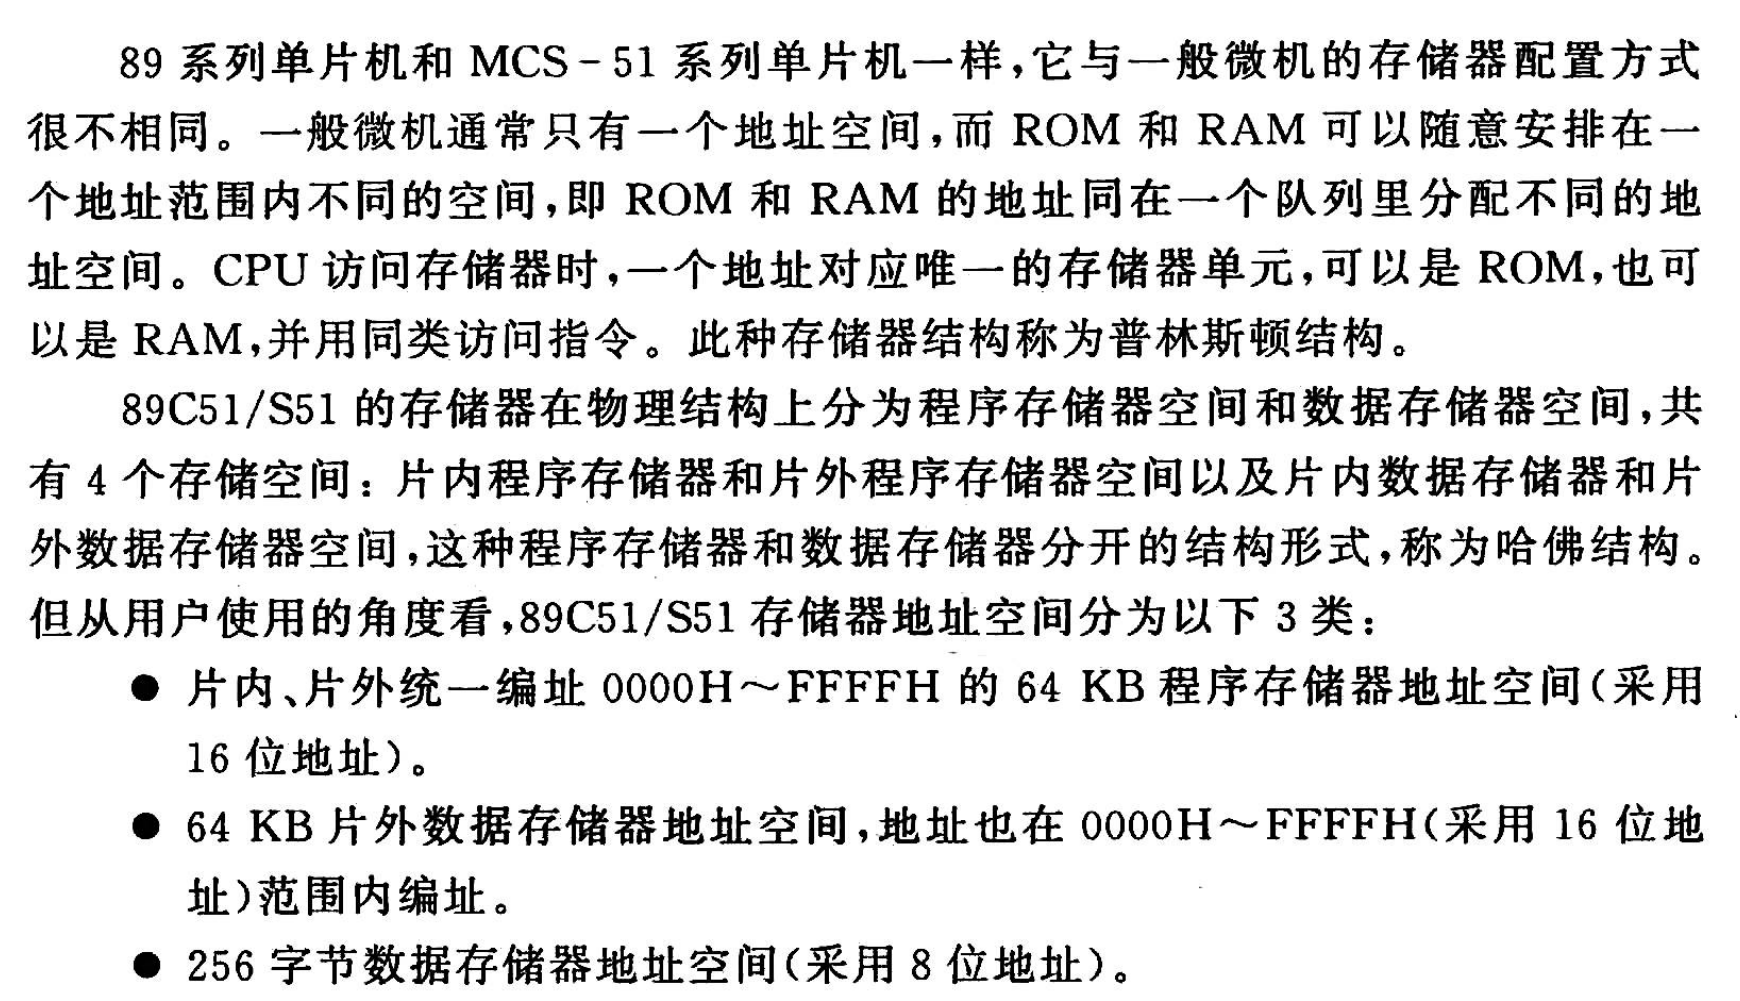 89 系列单片机和 MCS-51 系列单片机一样,它与一般微机的存储器配置方式
很不相同。一般微机通常只有一个地址空间,而 ROM 和 RAM 可以随意安排在一
个地址范围内不同的空间,即 ROM 和 RAM 的地址同在一个队列里分配不同的地
址空间。CPU 访问存储器时,一个地址对应唯一的存储器单元,可以是 ROM,也可
以是 RAM,并用同类访问指令。此种存储器结构称为普林斯顿结构。
89C51/S51 的存储器在物理结构上分为程序存储器空间和数据存储器空间,共
有 4 个存储空间：片内程序存储器和片外程序存储器空间以及片内数据存储器和片
外数据存储器空间,这种程序存储器和数据存储器分开的结构形式,称为哈佛结构。
但从用户使用的角度看,89C51/S51 存储器地址空间分为以下 3 类：
● 片内、片外统一编址 0000H～FFFFH 的 64 KB 程序存储器地址空间(采用
16 位地址)。
● 64 KB 片外数据存储器地址空间,地址也在 0000H～FFFFH(采用 16 位地
址)范围内编址。
● 256 字节数据存储器地址空间(采用 8 位地址)。